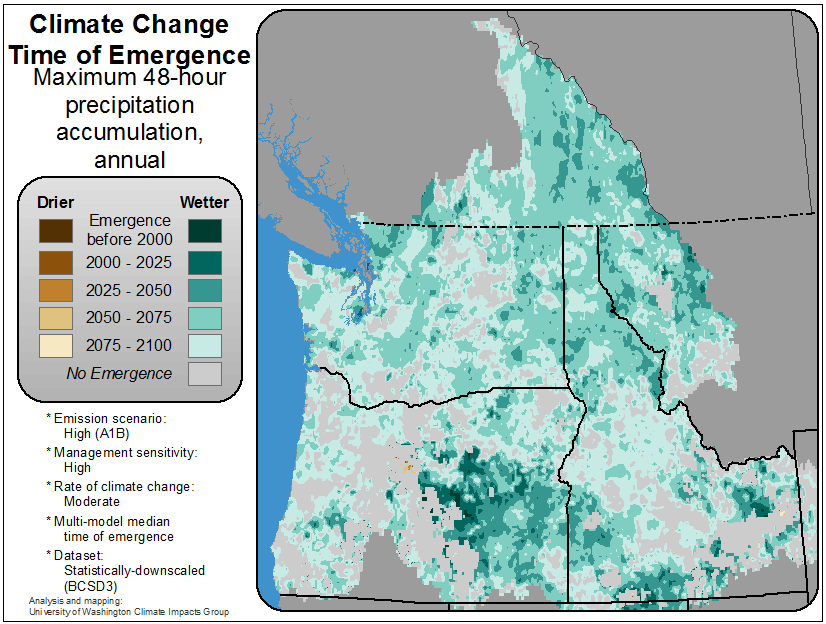 Climate Change
Time of Emergence
Maximum 48-hour
precipitation
accumulation,
annual
Drier
Wetter
Emergence
before 2000
2000 - 2025
2025 - 2050
2050 - 2075
2075 - 2100
No Emergence
* Emission scenario:
High (A1B)
* Management sensitivity:
High
* Rate of climate change:
Moderate
* Multi-model median
time of emergence
* Dataset:
Statistically-downscaled
(BCSD3)
Analysis and mapping:
University of Washington Climate Impacts Group